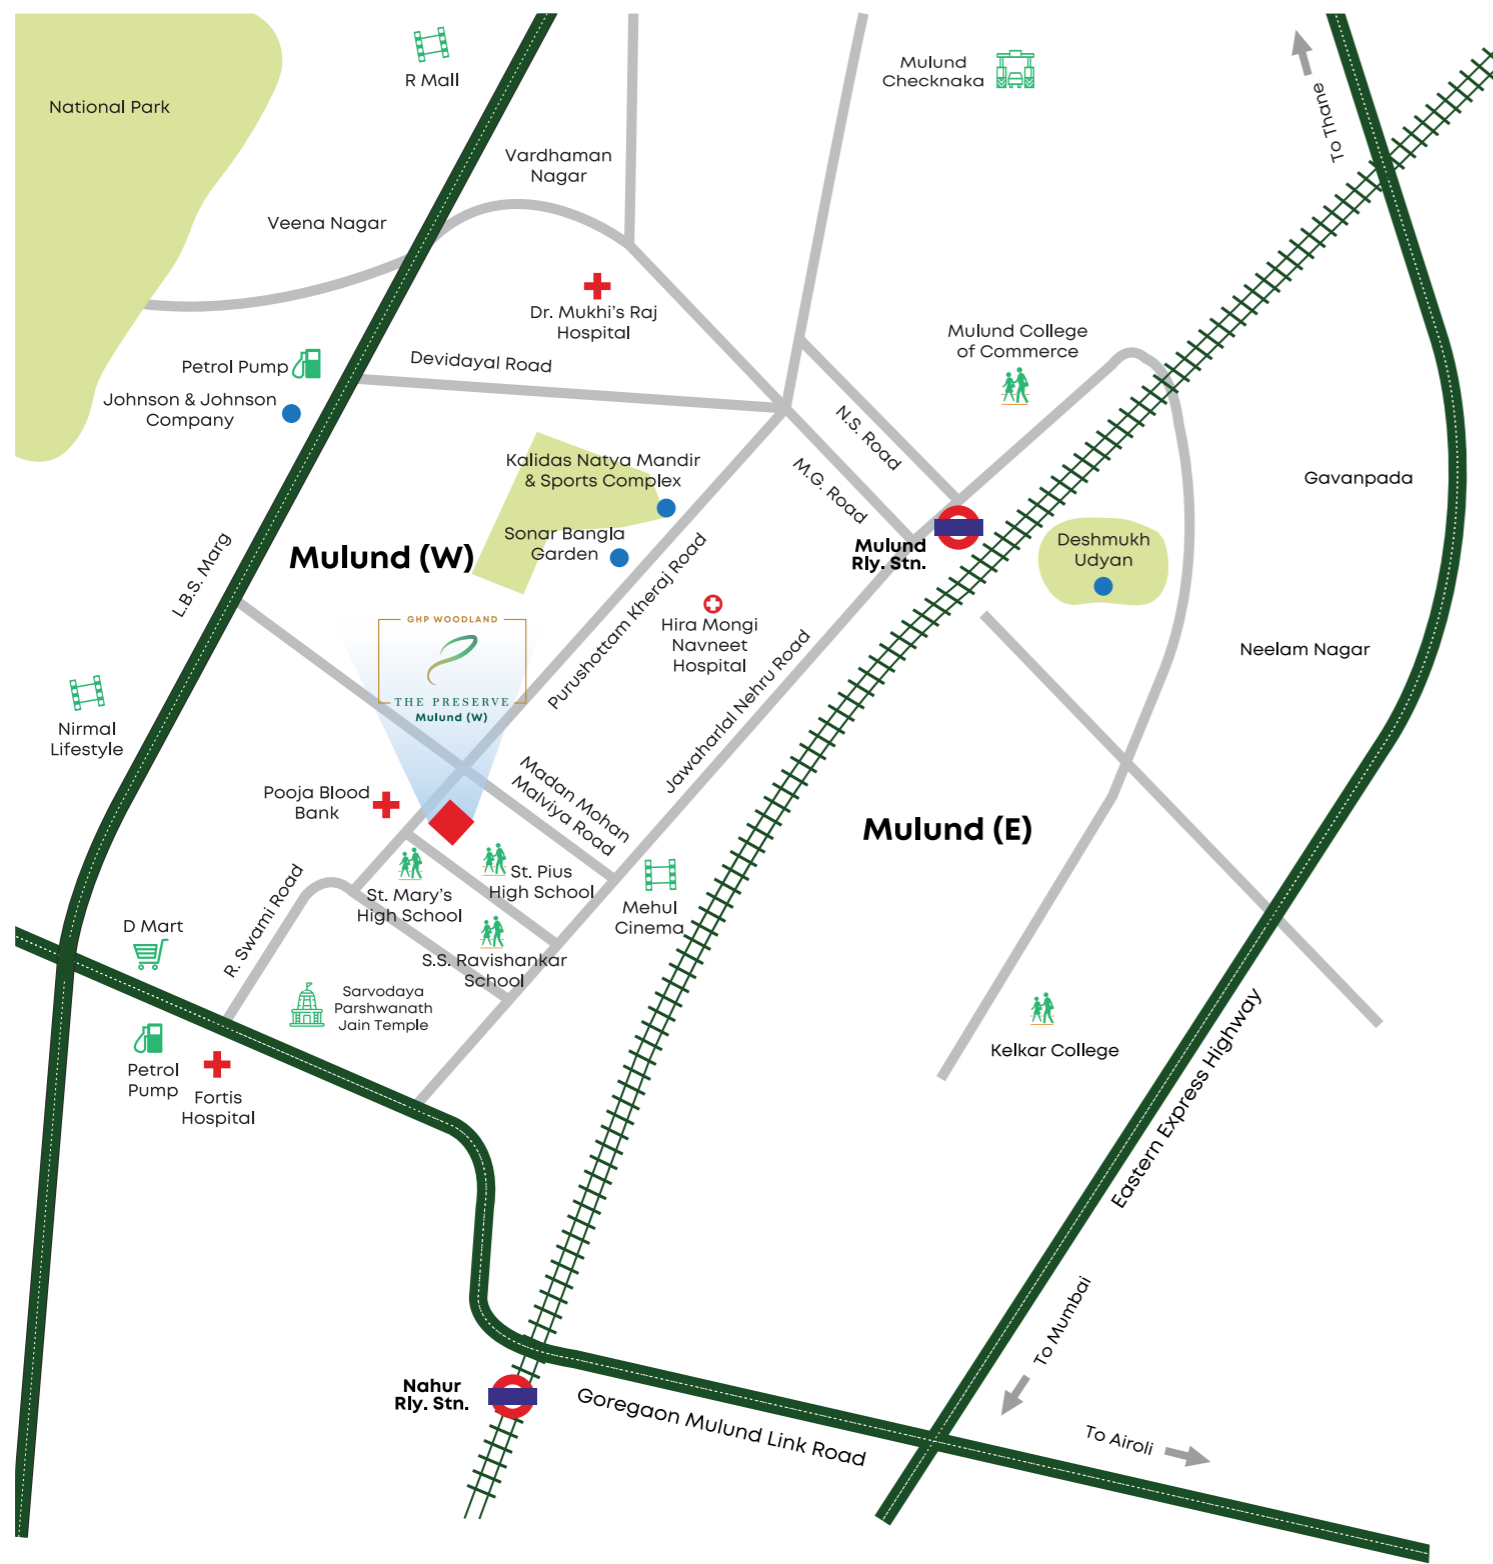 R Mall
Mulund
Checknaka
National Park
To Thane
Vardhaman
Nagar
Veena Nagar
Dr. Mukhi's Raj
Hospital
Mulund College
of Commerce
Devidayal Road
Petrol Pump
Johnson & Johnson
Company
N.S. Road
M.G. Road
Kalidas Natya Mandir
& Sports Complex
Gavanpada
Sonar Bangla
Garden
Mulund (W)
Mulund
Rly. Stn.
Deshmukh
Udyan
L.B.S. Marg
Purushottam Kheraj Road
Hira Mongi
Navneet
Hospital
GHP WOODLAND
THE PRESERVE
Mulund (W)
Neelam Nagar
Jawaharlal Nehru Road
Nirmal
Lifestyle
Madan Mohan
Malviya Road
Pooja Blood
Bank
Mulund (E)
St. Pius
High School
St. Mary's
High School
Mehul
Cinema
R. Swami Road
D Mart
S.S. Ravishankar
School
Sarvodaya
Parshwanath
Jain Temple
Kelkar College
Petrol
Pump
Fortis
Hospital
Eastern Express Highway
To Mumbai
Nahur
Rly. Stn.
Goregaon Mulund Link Road
To Airoli